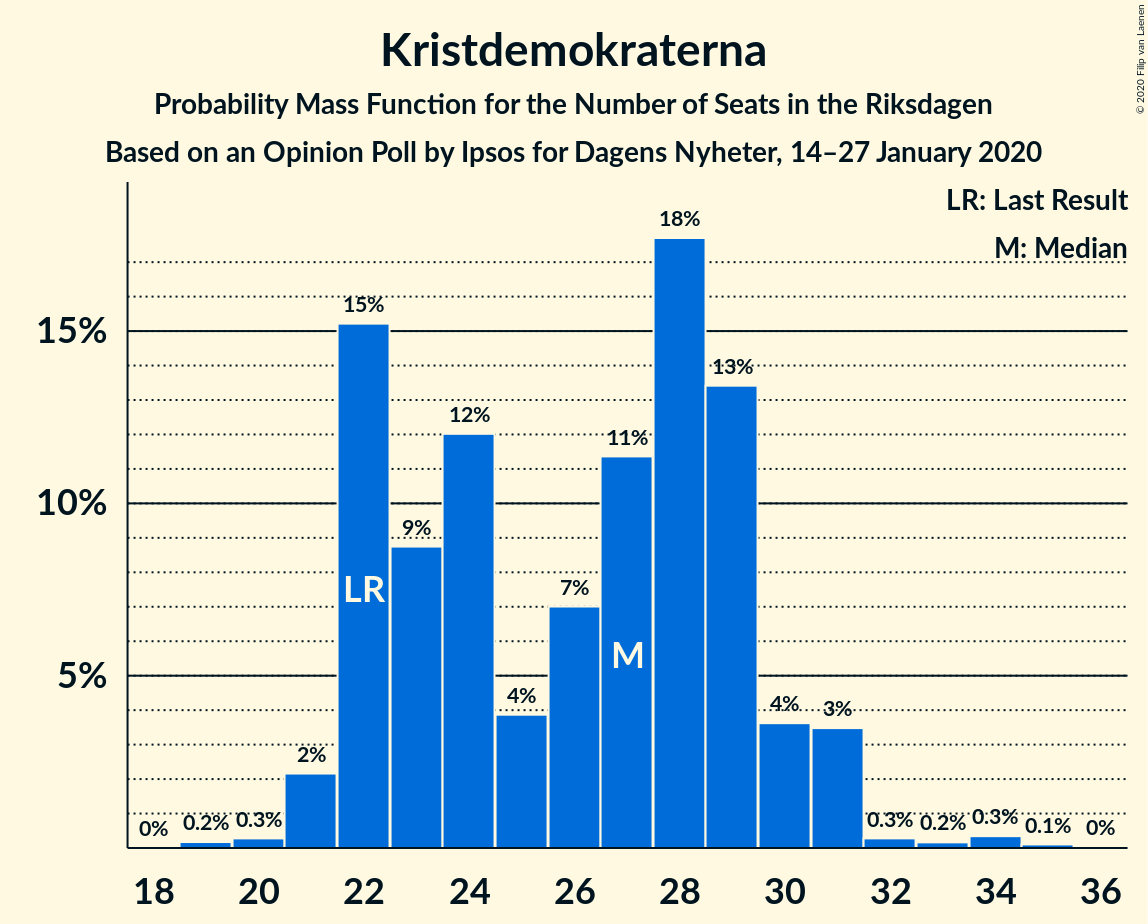 Kristdemokraterna
Probability Mass Function for the Number of Seats in the Riksdagen
Based on an Opinion Poll by Ipsos for Dagens Nyheter, 14–27 January 2020
© 2020 Filip van Laenen
LR: Last Result
M: Median
18%
15%
15%
13%
12%
11%
10%
9%
LR
7%
M
5%
4%
4%
3%
2%
0%
0.2%
0.3%
0.3%
0.2%
0.3%
0.1%
0%
18 20 22 24 26 28 30 32 34 36